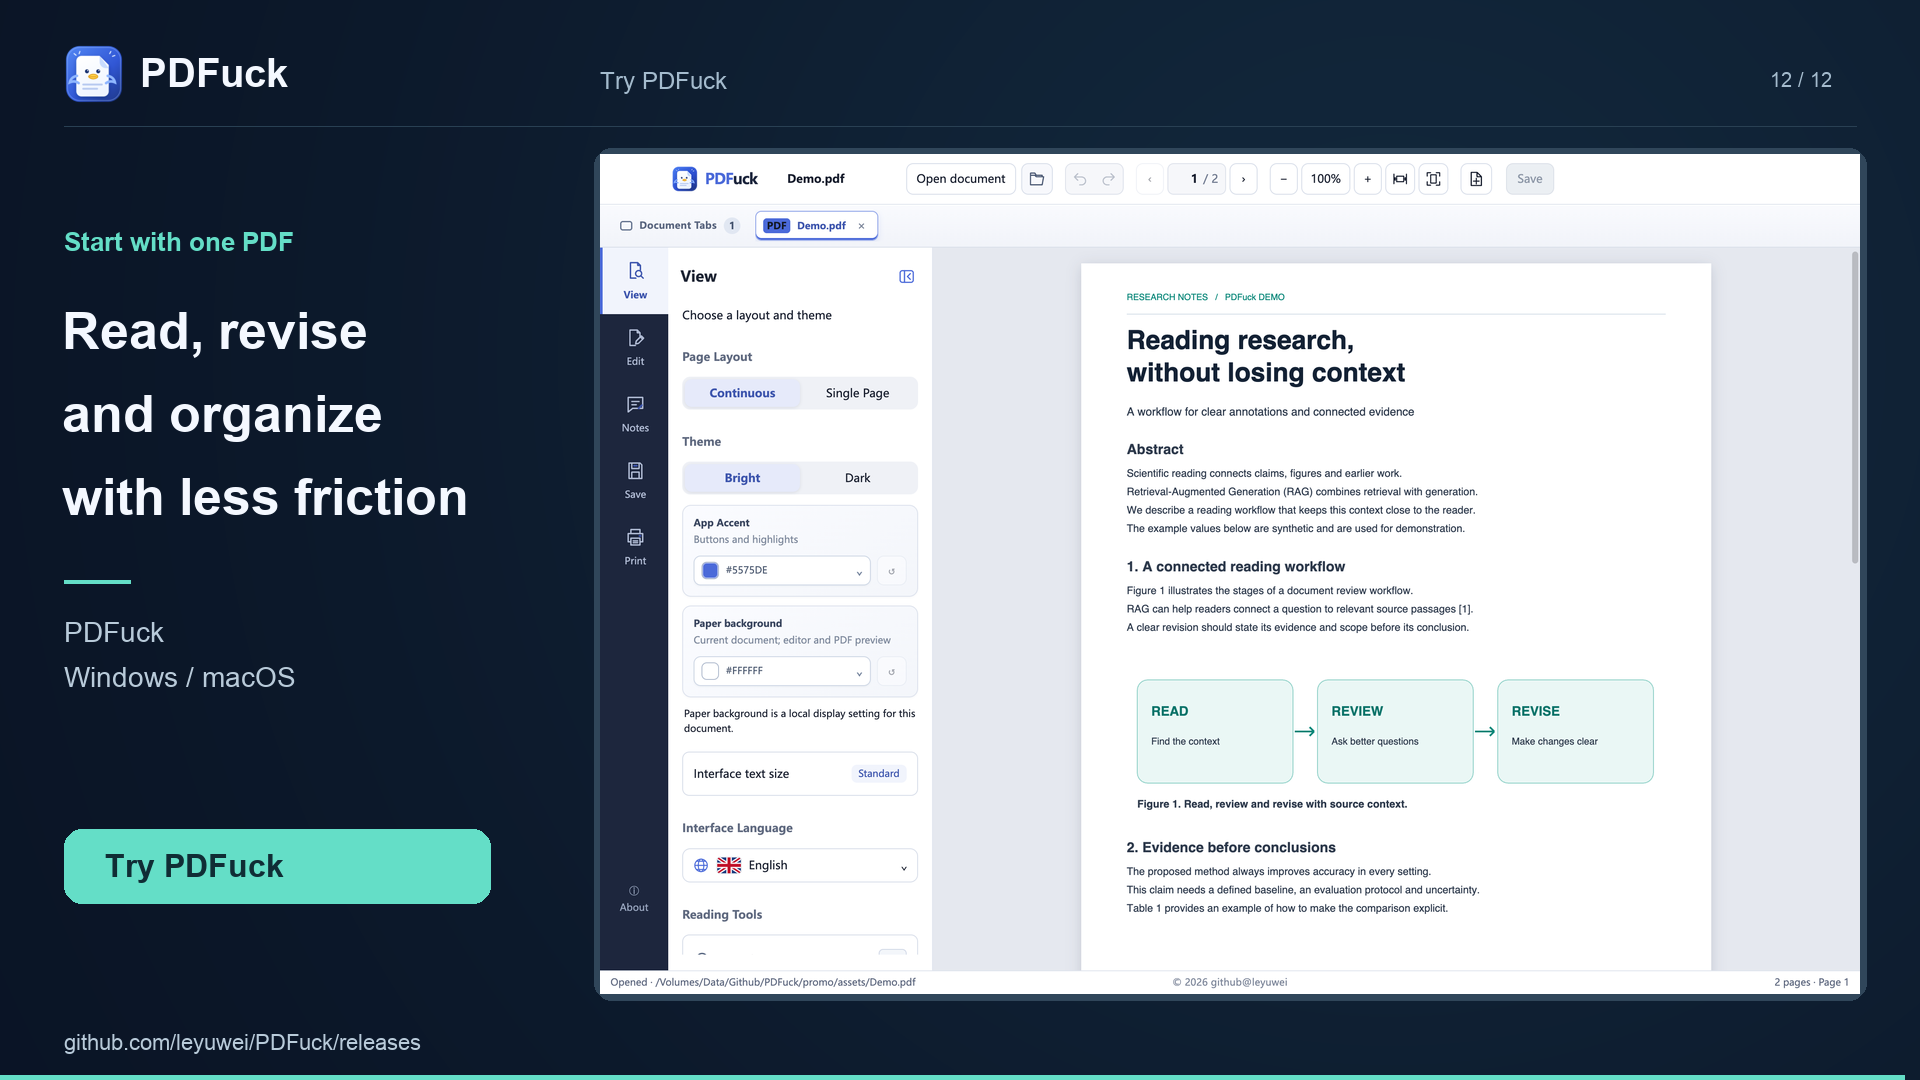 PDFuck
Try PDFuck
12 / 12
Start with one PDF
Read, revise
and organize
with less friction
PDFuck
Windows / macOS
Try PDFuck
github.com/leyuwei/PDFuck/releases
PDFuck
Demo.pdf
Open document
1 / 2
100%
Save
Document Tabs 1
PDF Demo.pdf ×
View
Edit
Notes
Save
Print
About
View
Choose a layout and theme
Page Layout
Continuous
Single Page
Theme
Bright
Dark
App Accent
Buttons and highlights
#5575DE
Paper background
Current document; editor and PDF preview
#FFFFFF
Paper background is a local display setting for this
document.
Interface text size
Standard
Interface Language
English
Reading Tools
RESEARCH NOTES / PDFuck DEMO
Reading research,
without losing context
A workflow for clear annotations and connected evidence
Abstract
Scientific reading connects claims, figures and earlier work.
Retrieval-Augmented Generation (RAG) combines retrieval with generation.
We describe a reading workflow that keeps this context close to the reader.
The example values below are synthetic and are used for demonstration.
1. A connected reading workflow
Figure 1 illustrates the stages of a document review workflow.
RAG can help readers connect a question to relevant source passages [1].
A clear revision should state its evidence and scope before its conclusion.
READ
Find the context
REVIEW
Ask better questions
REVISE
Make changes clear
Figure 1. Read, review and revise with source context.
2. Evidence before conclusions
The proposed method always improves accuracy in every setting.
This claim needs a defined baseline, an evaluation protocol and uncertainty.
Table 1 provides an example of how to make the comparison explicit.
Opened · /Volumes/Data/Github/PDFuck/promo/assets/Demo.pdf
© 2026 github@leyuwei
2 pages · Page 1